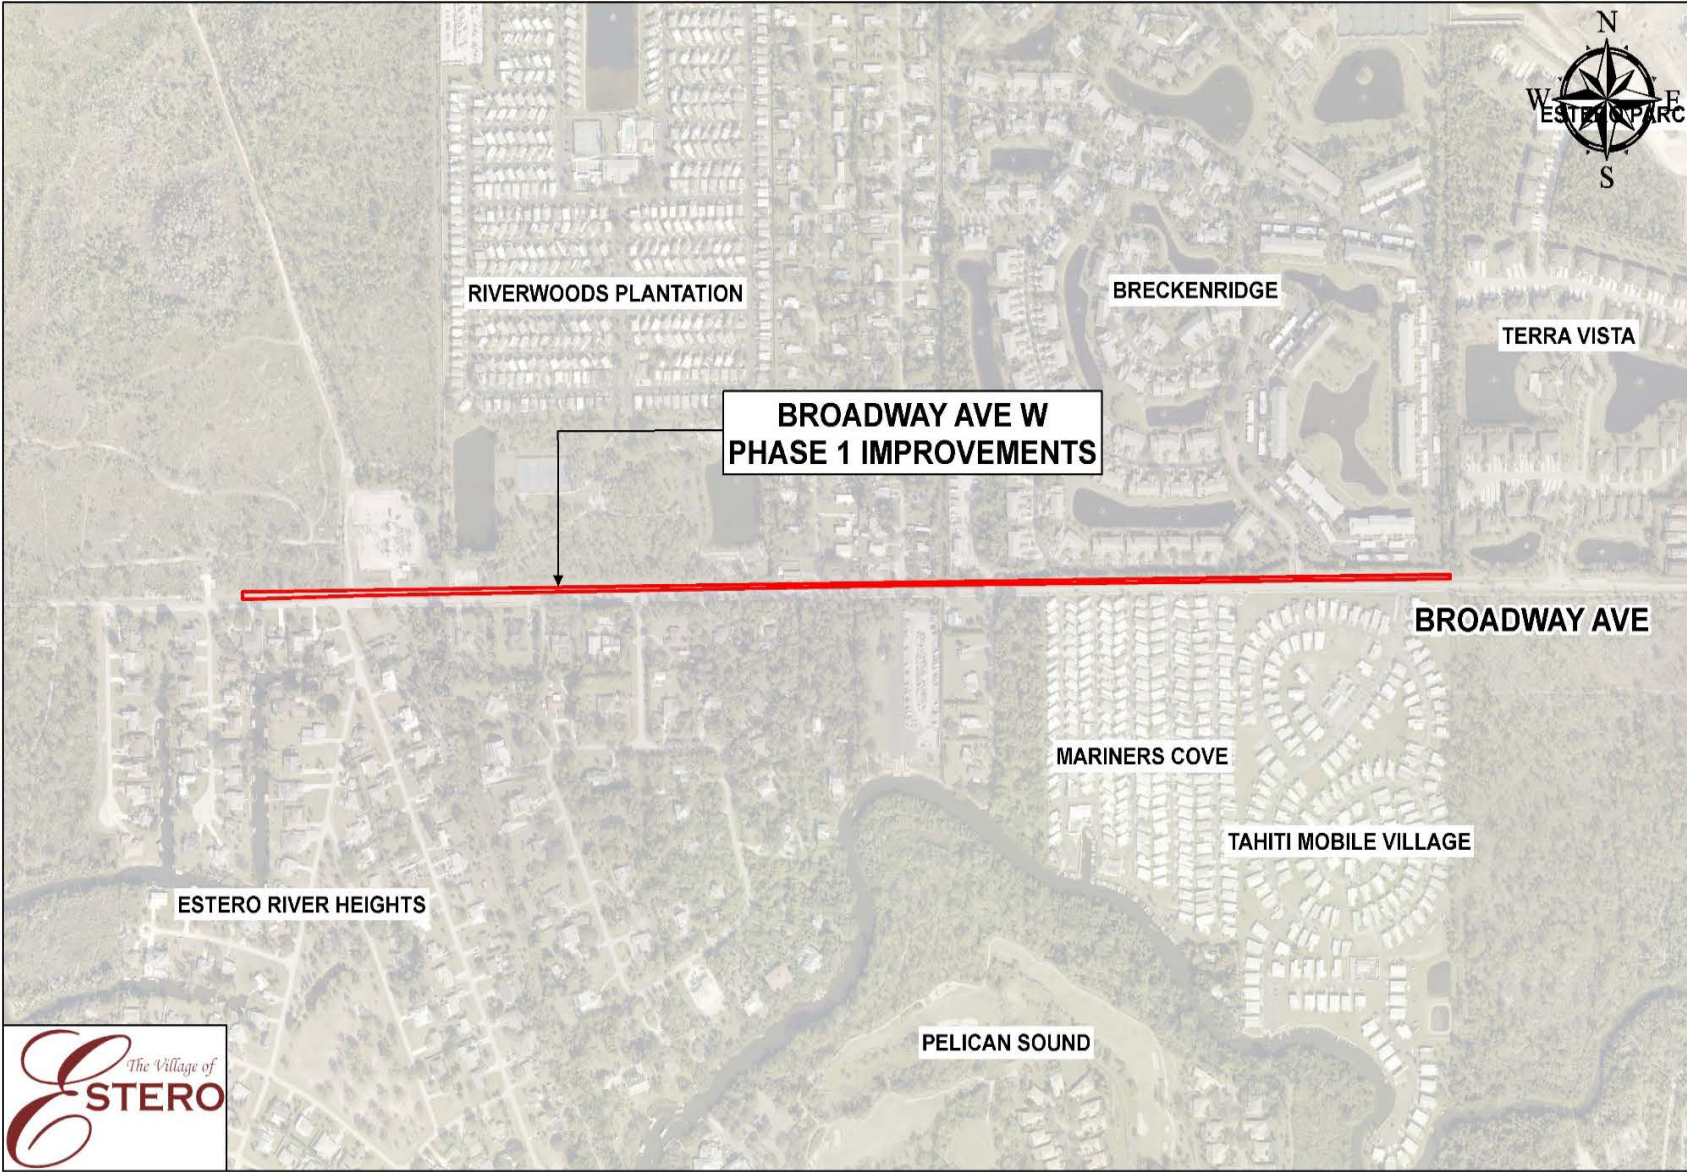 N
W
E
ESTERO PARC
S
RIVERWOODS PLANTATION
BRECKENRIDGE
TERRA VISTA
BROADWAY AVE W
PHASE 1 IMPROVEMENTS
BROADWAY AVE
MARINERS COVE
TAHITI MOBILE VILLAGE
ESTERO RIVER HEIGHTS
PELICAN SOUND
The Village of
ESTERO